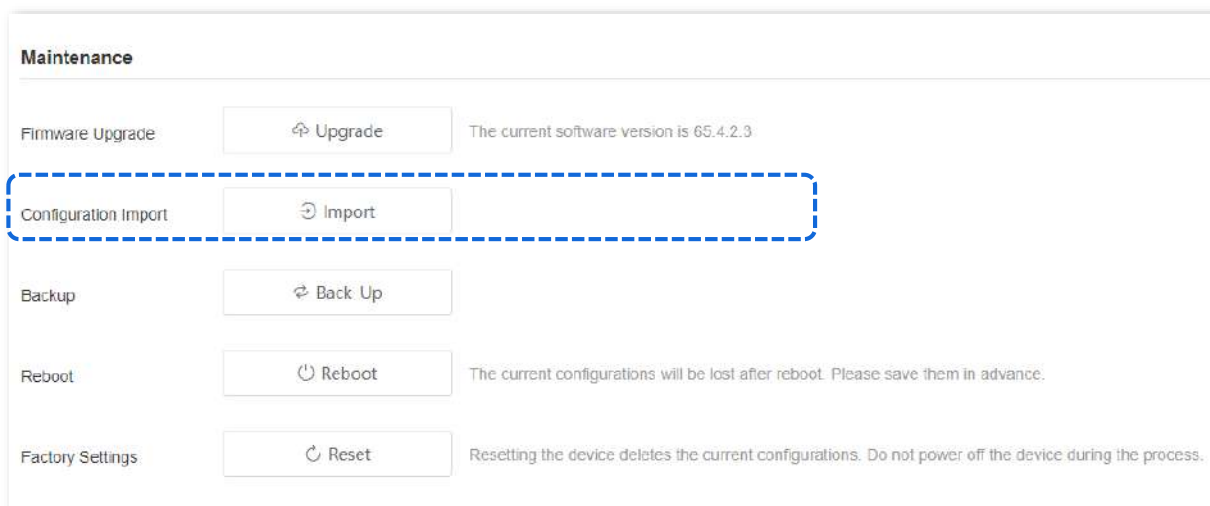 Maintenance
Firmware Upgrade Upgrade The current software version is 65.4.2.3
Configuration Import Import
Backup Back Up
Reboot Reboot The current configurations will be lost after reboot. Please save them in advance.
Factory Settings Reset Resetting the device deletes the current configurations. Do not power off the device during the process.